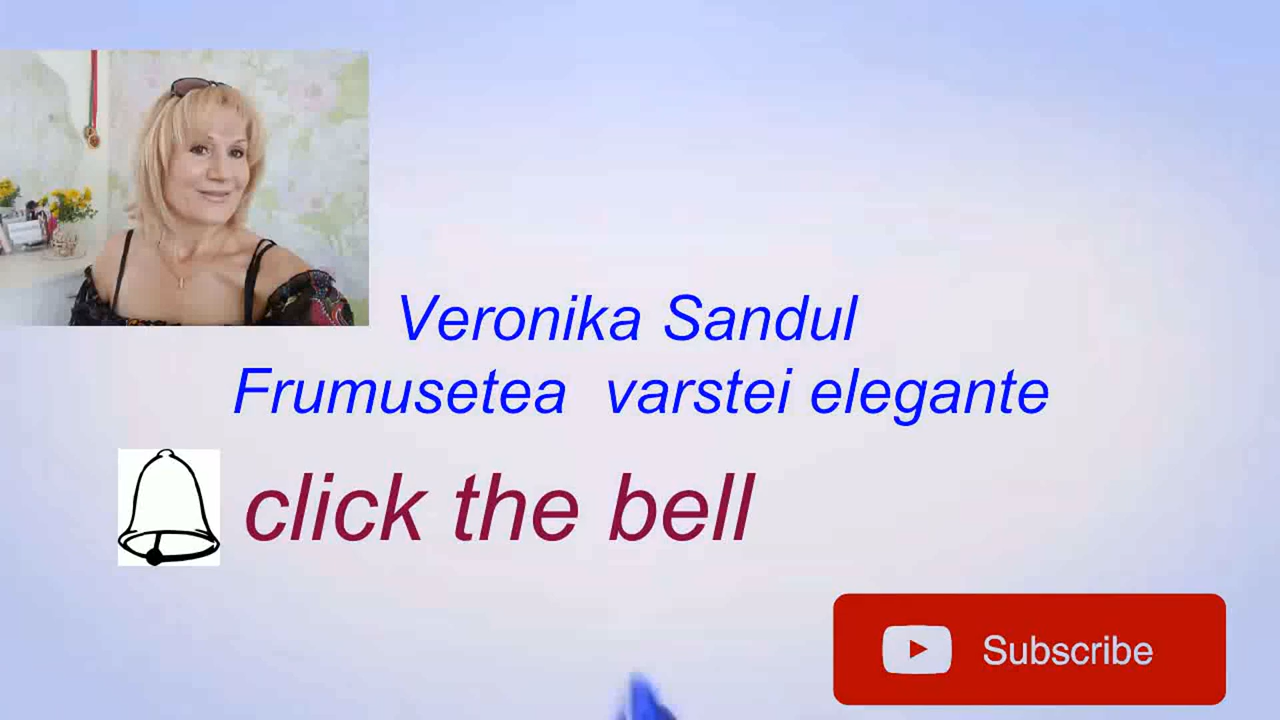 Veronika Sandul
Frumusetea varstei elegante
click the bell
Subscribe